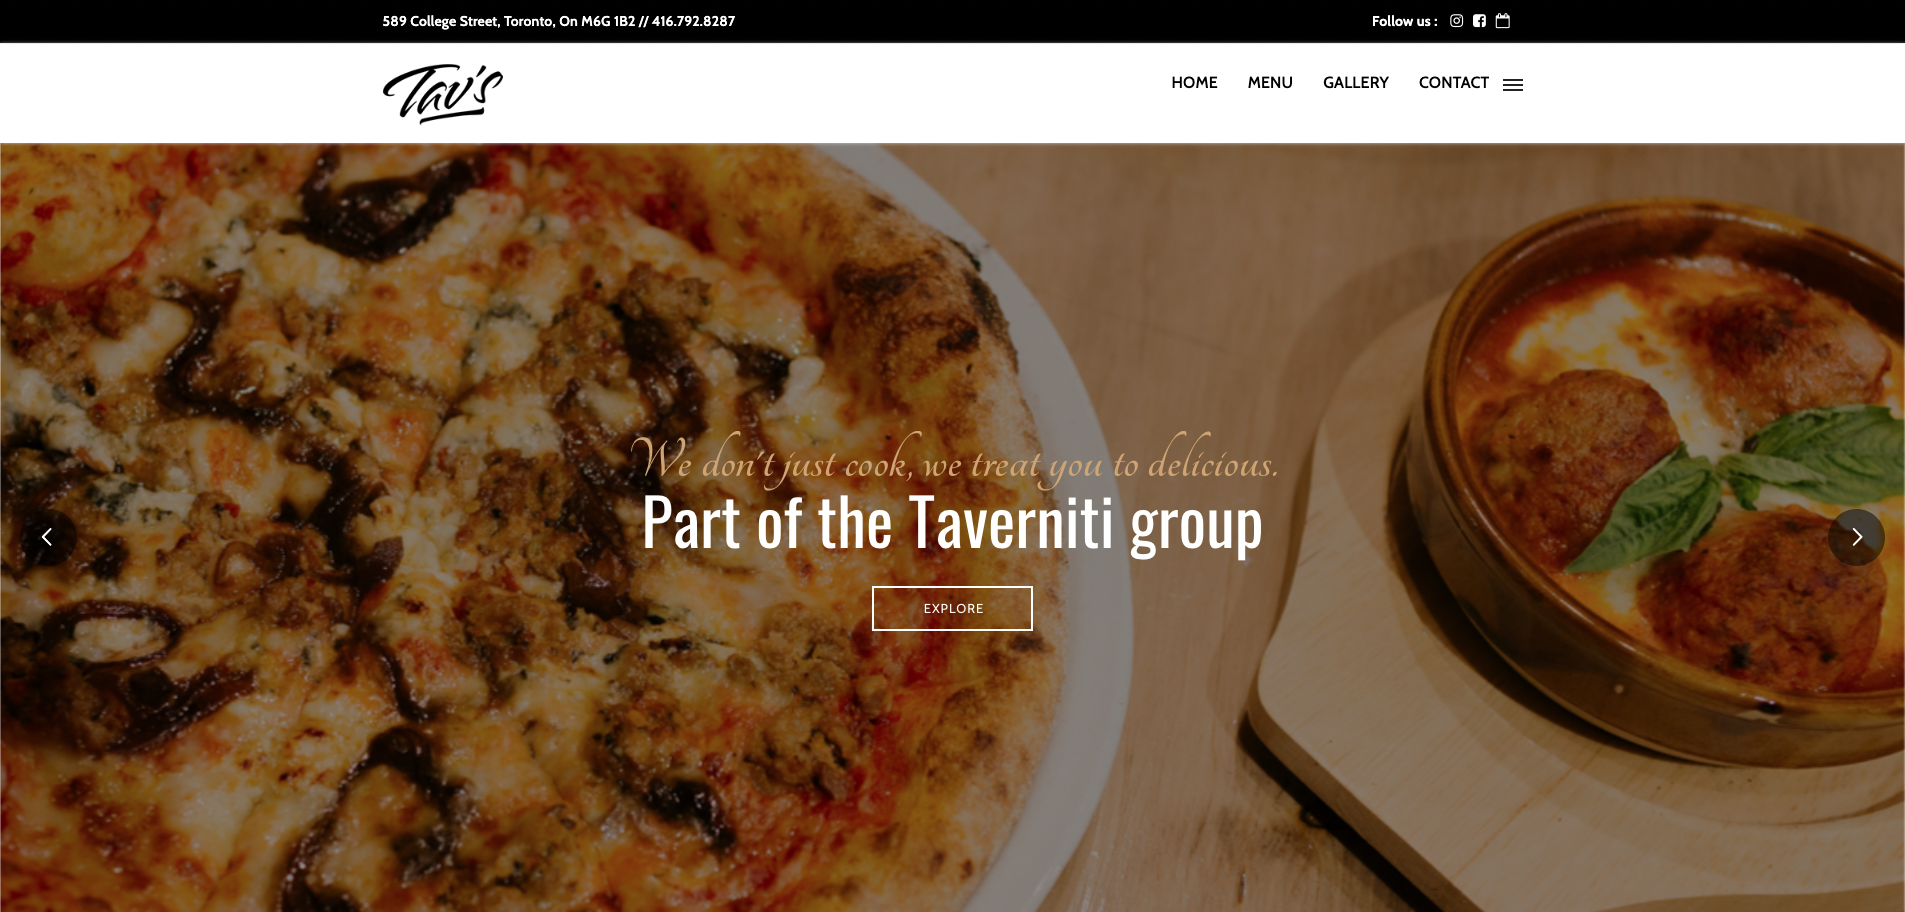 589 College Street, Toronto, On M6G 1B2 // 416.792.8287
Follow us :
Tav's
HOME MENU GALLERY CONTACT
We don't just cook, we treat you to delicious.
Part of the Taverniti group
EXPLORE